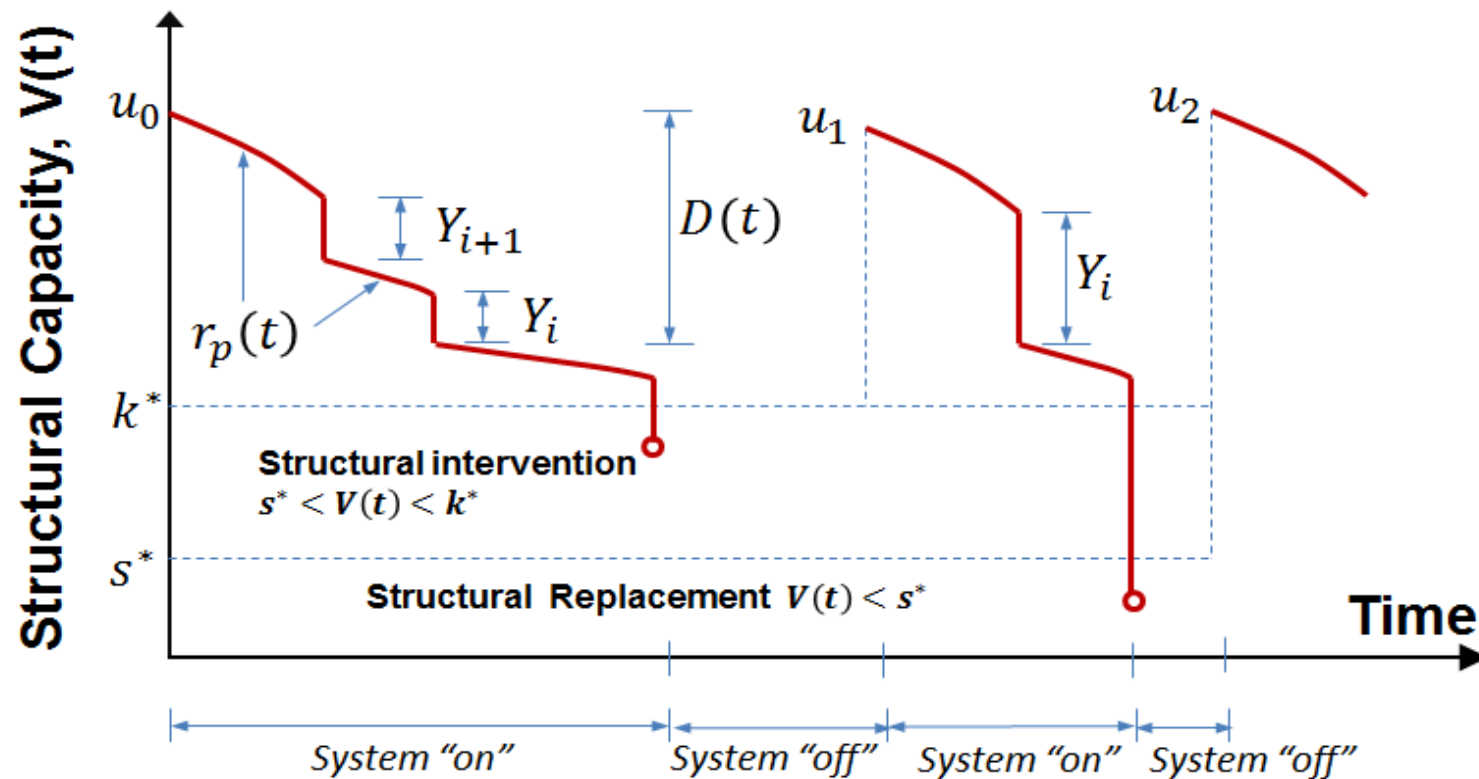 Structural Capacity, V(t)
u₀
u₁
u₂
Yᵢ₊₁
D(t)
Yᵢ
Yᵢ
rₚ(t)
k*
Structural intervention
s* < V(t) < k*
s*
Structural Replacement V(t) < s*
Time
System “on”
System “off”
System “on”
System “off”